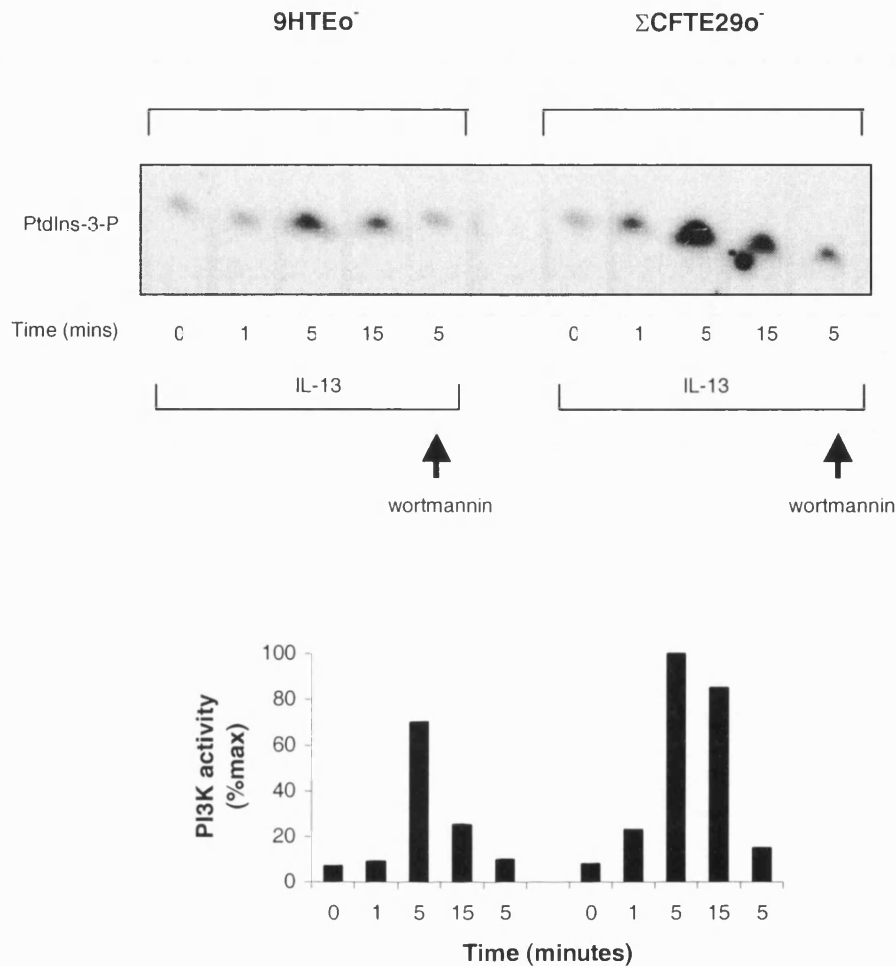 9HTEo⁻ ΣCFTE29o⁻
PtdIns-3-P
Time (mins) 0 1 5 15 5 0 1 5 15 5
IL-13 IL-13
wortmannin wortmannin
100
80
60
40
20
0
PI3K activity
(%max)
0 1 5 15 5 0 1 5 15 5
Time (minutes)